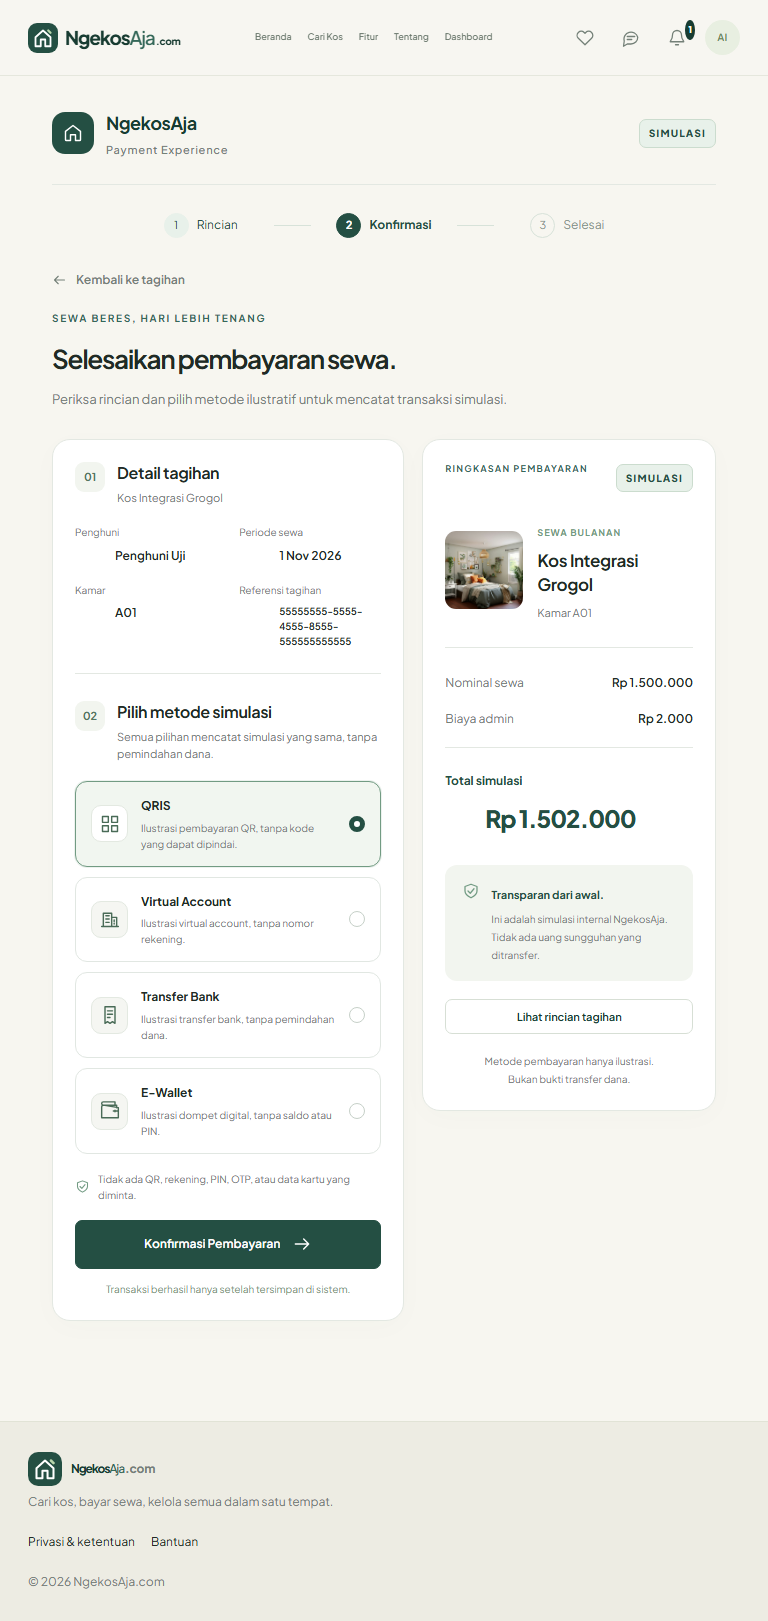 NgekosAja.com
Beranda Cari Kos Fitur Tentang Dashboard
1
AI
NgekosAja
Payment Experience
SIMULASI
1 Rincian
2 Konfirmasi
3 Selesai
Kembali ke tagihan
SEWA BERES, HARI LEBIH TENANG
Selesaikan pembayaran sewa.
Periksa rincian dan pilih metode ilustratif untuk mencatat transaksi simulasi.
01 Detail tagihan
Kos Integrasi Grogol
Penghuni
Penghuni Uji
Periode sewa
1 Nov 2026
Kamar
A01
Referensi tagihan
55555555-5555-
4555-8555-
555555555555
02 Pilih metode simulasi
Semua pilihan mencatat simulasi yang sama, tanpa
pemindahan dana.
QRIS
Ilustrasi pembayaran QR, tanpa kode
yang dapat dipindai.
Virtual Account
Ilustrasi virtual account, tanpa nomor
rekening.
Transfer Bank
Ilustrasi transfer bank, tanpa pemindahan
dana.
E-Wallet
Ilustrasi dompet digital, tanpa saldo atau
PIN.
Tidak ada QR, rekening, PIN, OTP, atau data kartu yang
diminta.
Konfirmasi Pembayaran
Transaksi berhasil hanya setelah tersimpan di sistem.
RINGKASAN PEMBAYARAN
SIMULASI
SEWA BULANAN
Kos Integrasi
Grogol
Kamar A01
Nominal sewa Rp 1.500.000
Biaya admin Rp 2.000
Total simulasi
Rp 1.502.000
Transparan dari awal.
Ini adalah simulasi internal NgekosAja.
Tidak ada uang sungguhan yang
ditransfer.
Lihat rincian tagihan
Metode pembayaran hanya ilustrasi.
Bukan bukti transfer dana.
NgekosAja.com
Cari kos, bayar sewa, kelola semua dalam satu tempat.
Privasi & ketentuan Bantuan
© 2026 NgekosAja.com